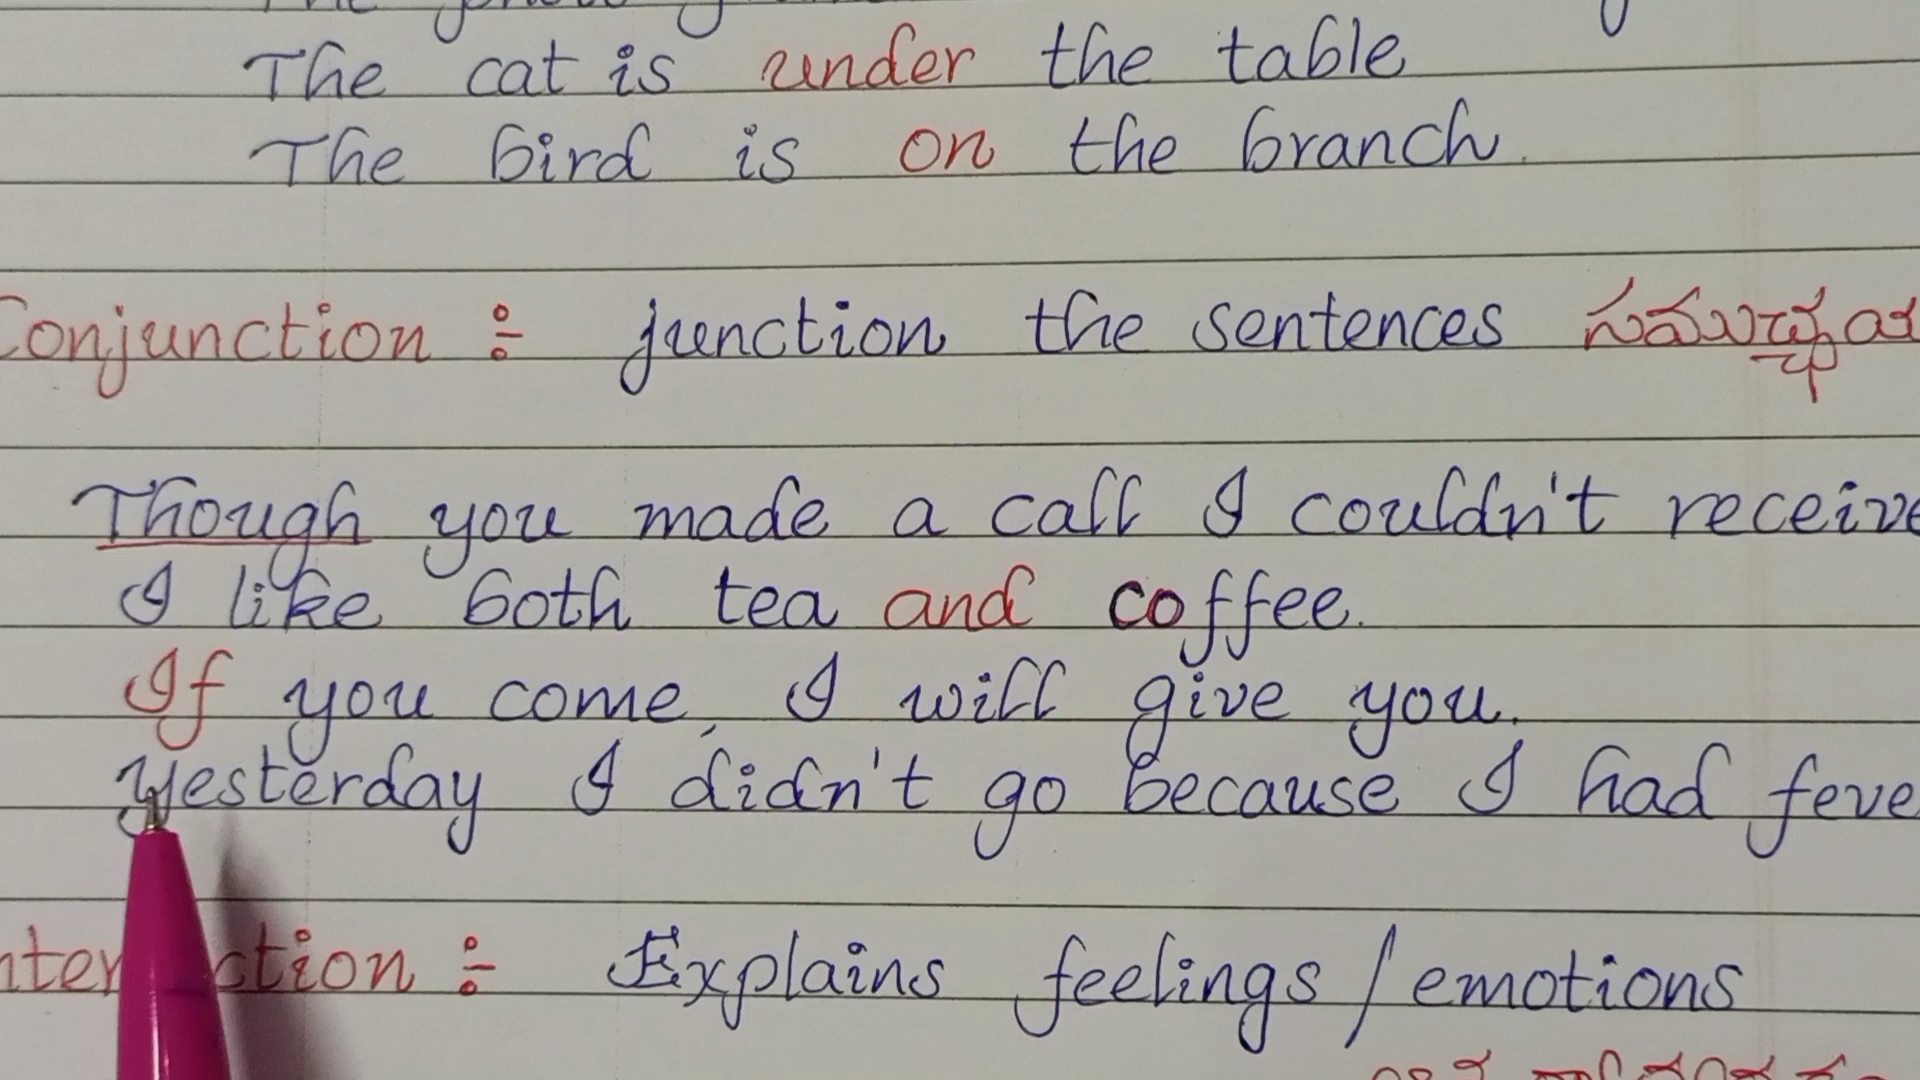 The cat is under the table
The bird is on the branch.
Conjunction ÷ junction the sentences
Though you made a call I couldn't receive
I like both tea and coffee.
If you come, I will give you.
Yesterday I didn't go because I had feve
÷ Explains feelings / emotions